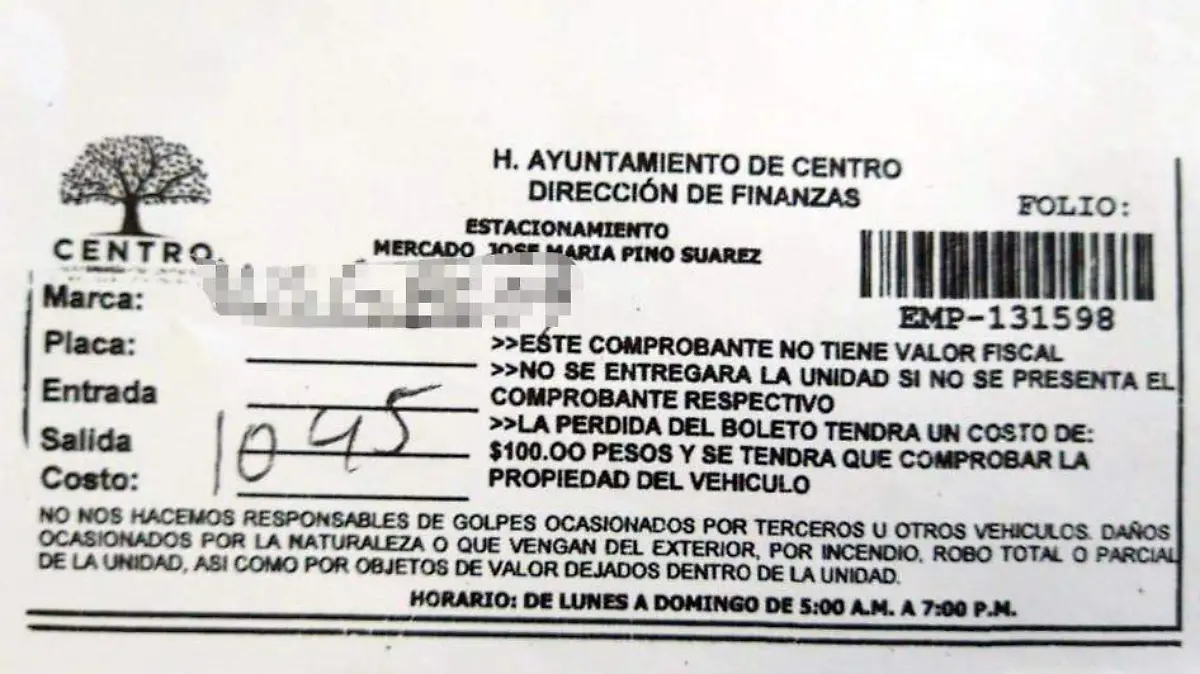 H. AYUNTAMIENTO DE CENTRO
DIRECCIÓN DE FINANZAS
ESTACIONAMIENTO
MERCADO JOSE MARIA PINO SUAREZ
CENTRO
FOLIO:
EMP-131598
Marca:
Placa:
Entrada
Salida
Costo:
10 45
>>ESTE COMPROBANTE NO TIENE VALOR FISCAL
>>NO SE ENTREGARA LA UNIDAD SI NO SE PRESENTA EL
COMPROBANTE RESPECTIVO
>>LA PERDIDA DEL BOLETO TENDRA UN COSTO DE:
$100.00 PESOS Y SE TENDRA QUE COMPROBAR LA
PROPIEDAD DEL VEHICULO
NO NOS HACEMOS RESPONSABLES DE GOLPES OCASIONADOS POR TERCEROS U OTROS VEHICULOS. DAÑOS
OCASIONADOS POR LA NATURALEZA O QUE VENGAN DEL EXTERIOR, POR INCENDIO, ROBO TOTAL O PARCIAL
DE LA UNIDAD, ASI COMO POR OBJETOS DE VALOR DEJADOS DENTRO DE LA UNIDAD.
HORARIO: DE LUNES A DOMINGO DE 5:00 A.M. A 7:00 P.M.